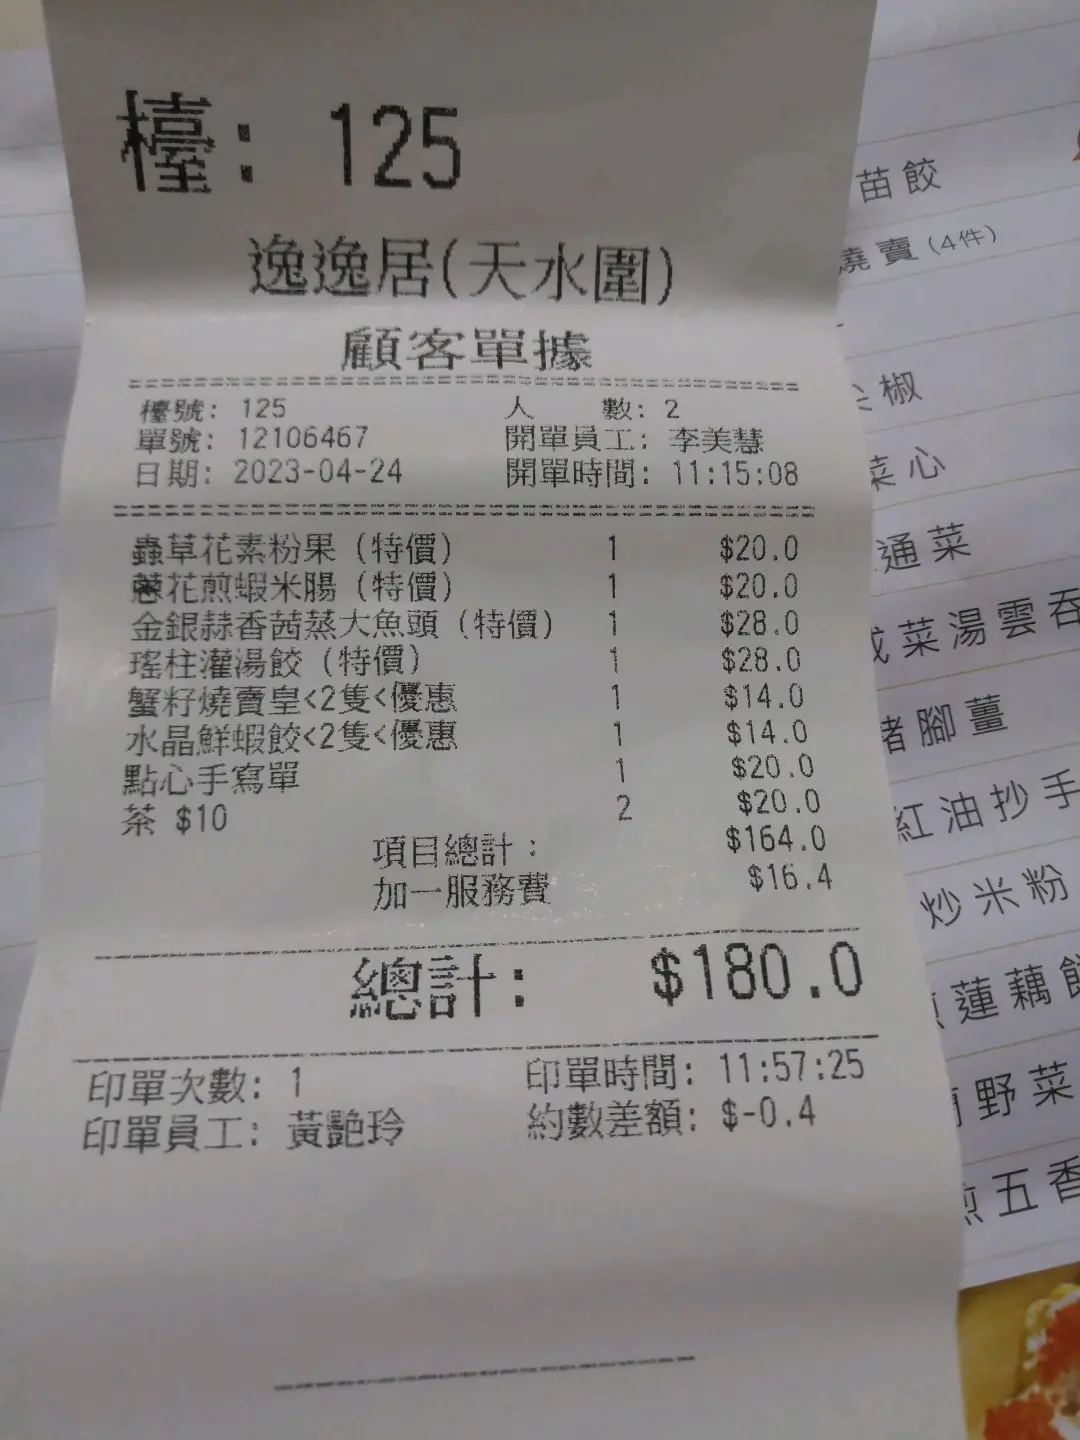 檯: 125
逸逸居(天水圍)
顧客單據
檯號: 125 人 數: 2
單號: 12106467 開單員工: 李美慧
日期: 2023-04-24 開單時間: 11:15:08
蟲草花素粉果 (特價) 1 $20.0
蔥花煎蝦米腸 (特價) 1 $20.0
金銀蒜香茜蒸大魚頭 (特價) 1 $28.0
瑤柱灌湯餃 (特價) 1 $28.0
蟹籽燒賣皇<2隻<優惠 1 $14.0
水晶鮮蝦餃<2隻<優惠 1 $14.0
點心手寫單 1 $20.0
茶 $10 2 $20.0
項目總計: $164.0
加一服務費 $16.4
總計: $180.0
印單次數: 1 印單時間: 11:57:25
印單員工: 黃艷玲 約數差額: $-0.4
苗餃
燒賣(4件)
椒
菜心
通菜
菜湯雲吞
豬腳薑
紅油抄手
炒米粉
蓮藕餅
野菜
煎五香